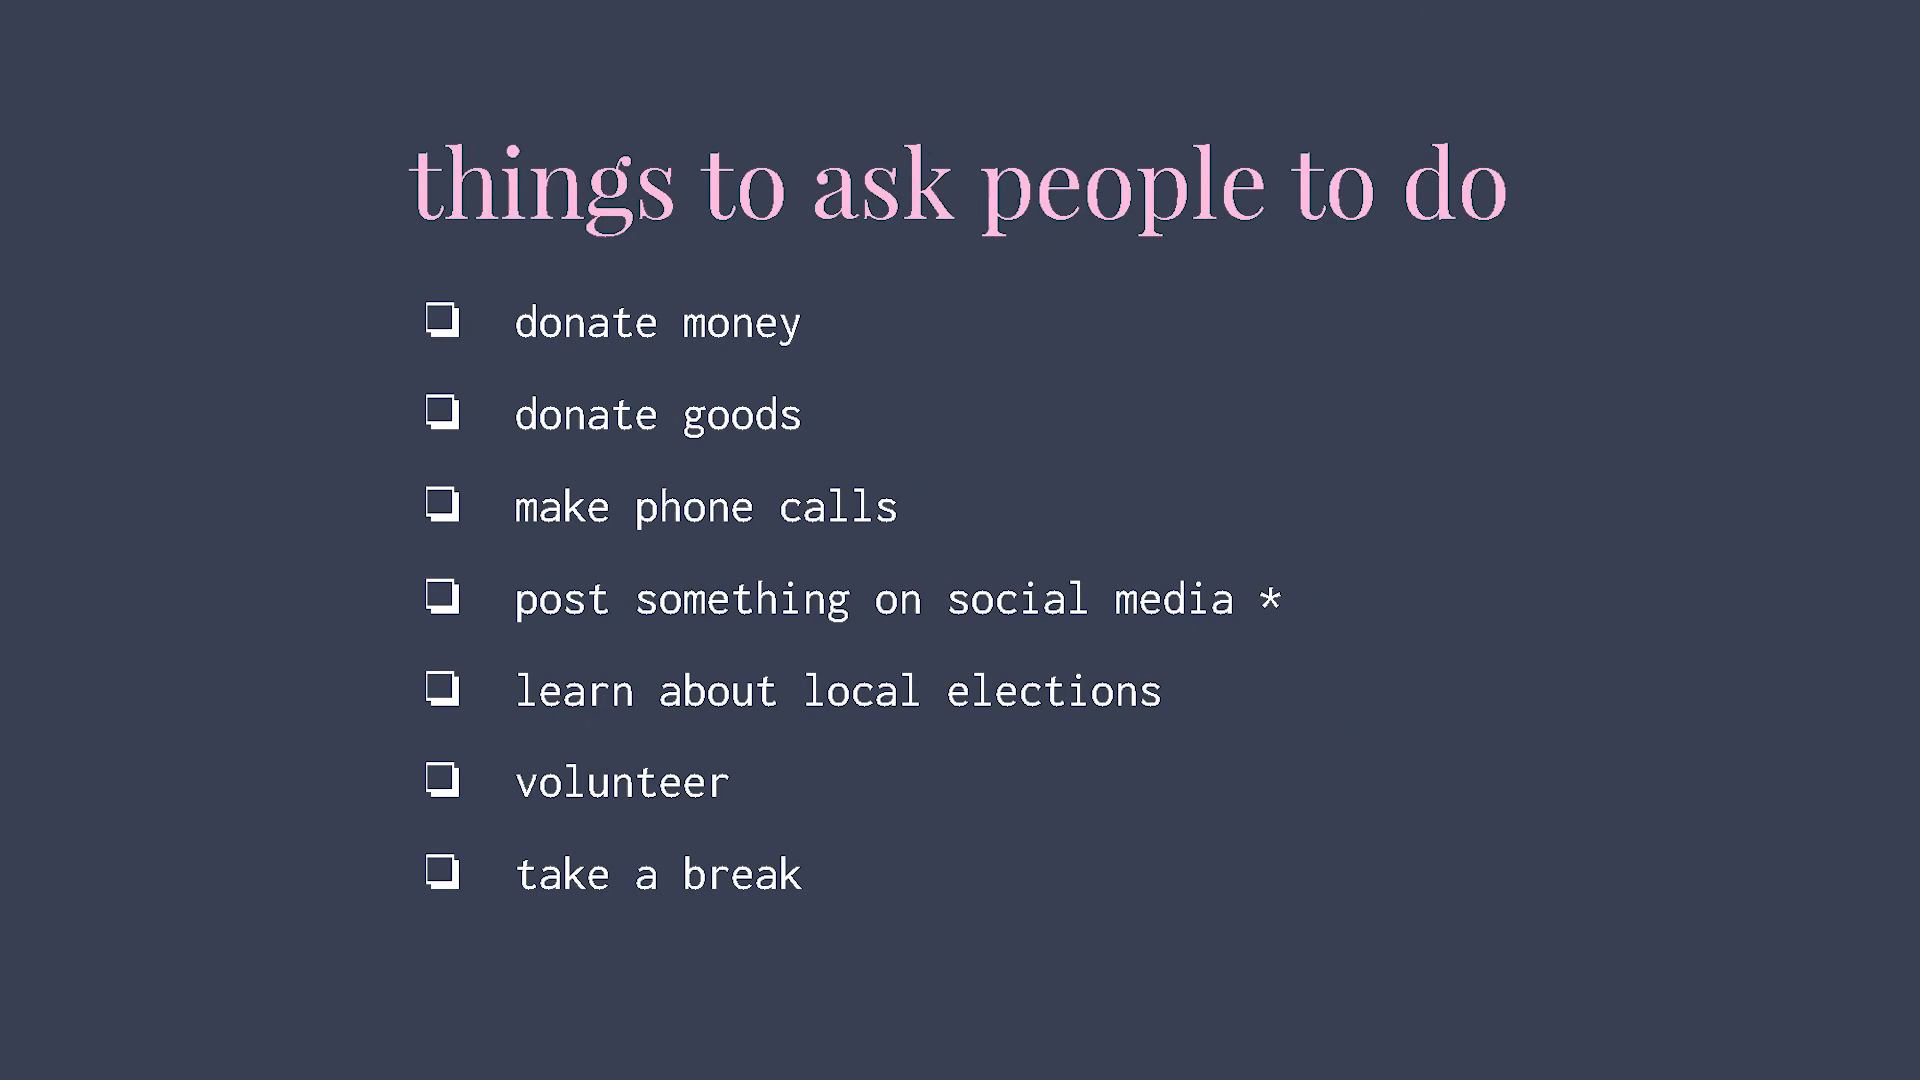 things to ask people to do
❏ donate money
❏ donate goods
❏ make phone calls
❏ post something on social media *
❏ learn about local elections
❏ volunteer
❏ take a break